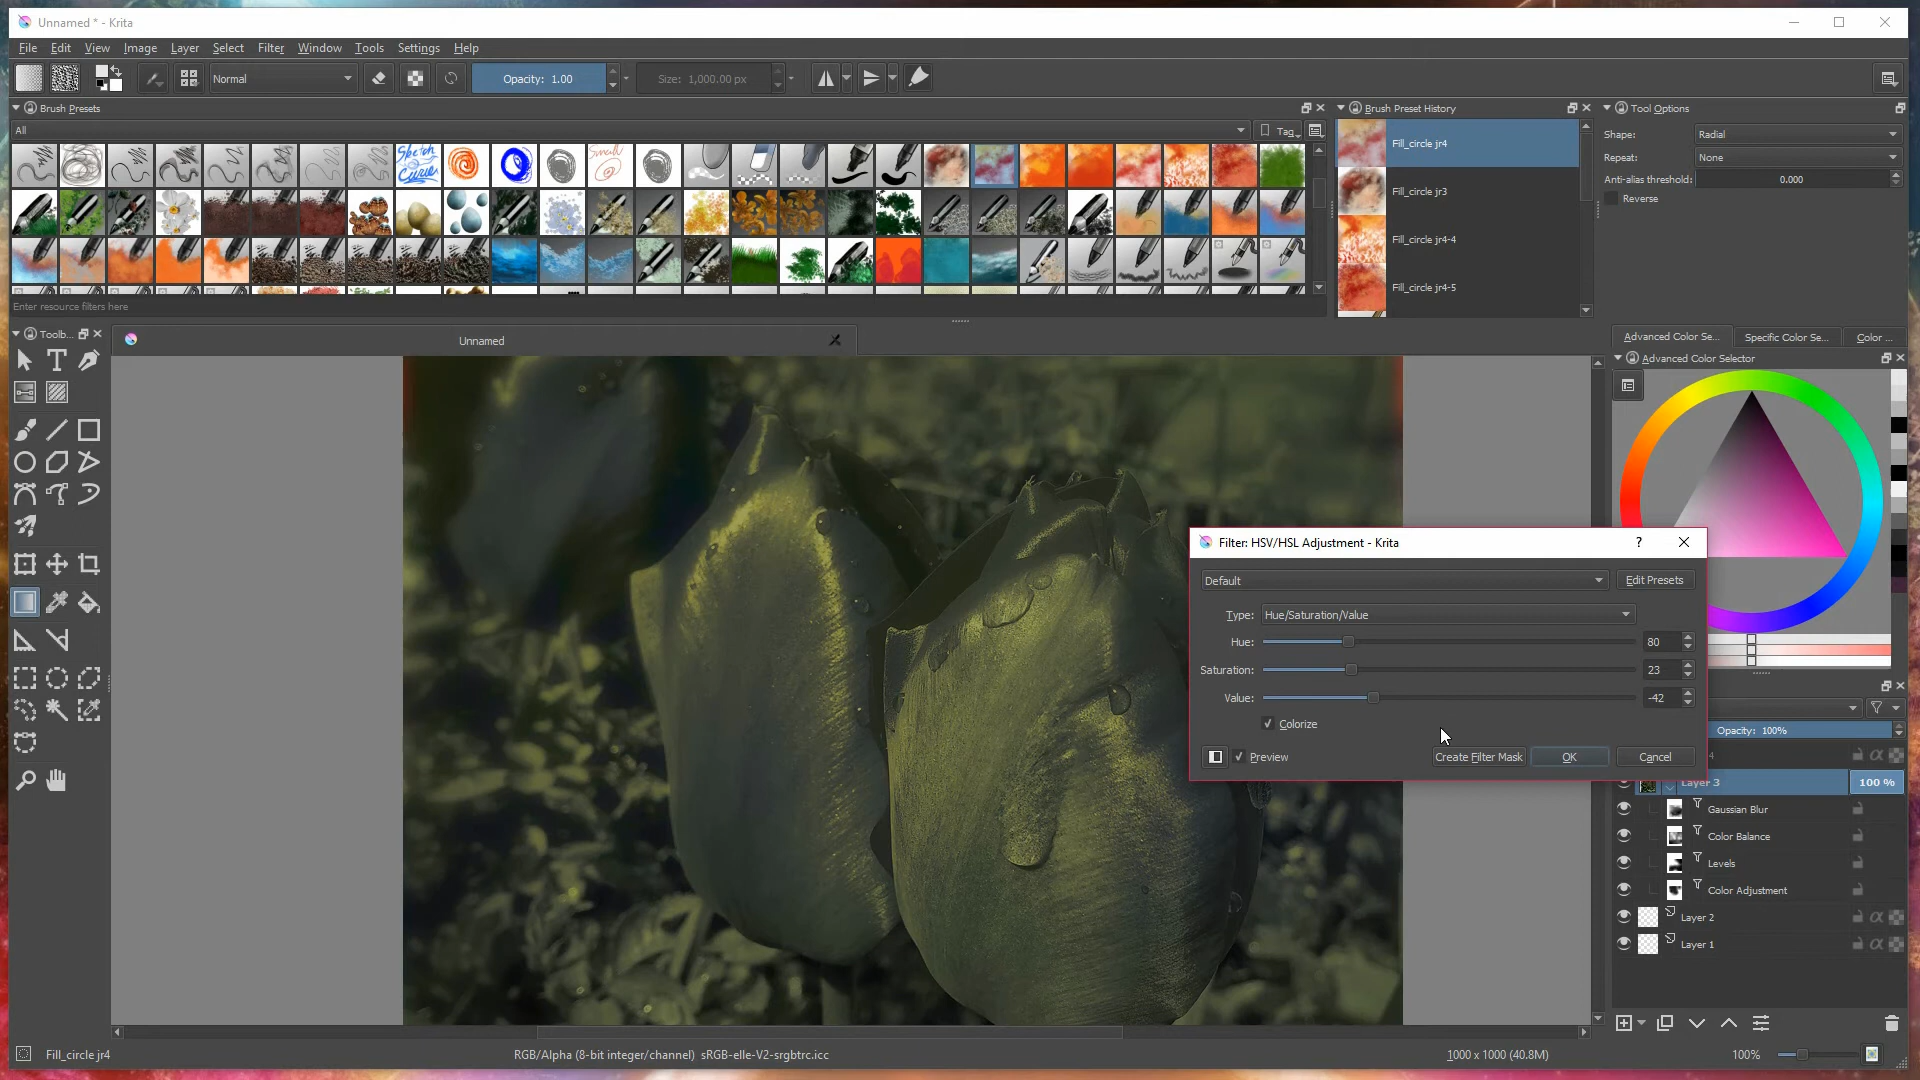 Unnamed * - Krita
File Edit View Image Layer Select Filter Window Tools Settings Help
Normal Opacity: 1.00 Size: 1,000.00 px
Brush Presets
All Tag
Sketch Curve
Small
Enter resource filters here
Brush Preset History
Fill_circle jr4
Fill_circle jr3
Fill_circle jr4-4
Fill_circle jr4-5
Tool Options
Shape: Radial
Repeat: None
Anti-alias threshold: 0.000
Reverse
Toolb...
Unnamed
Advanced Color Se... Specific Color Se... Color ...
Advanced Color Selector
Filter: HSV/HSL Adjustment - Krita ?
Default Edit Presets
Type: Hue/Saturation/Value
Hue: 80
Saturation: 23
Value: -42
Colorize
Preview Create Filter Mask OK Cancel
Opacity: 100%
4
Layer 3 100 %
Gaussian Blur
Color Balance
Levels
Color Adjustment
Layer 2
Layer 1
Fill_circle jr4 RGB/Alpha (8-bit integer/channel) sRGB-elle-V2-srgbtrc.icc 1000 x 1000 (40.8M) 100%